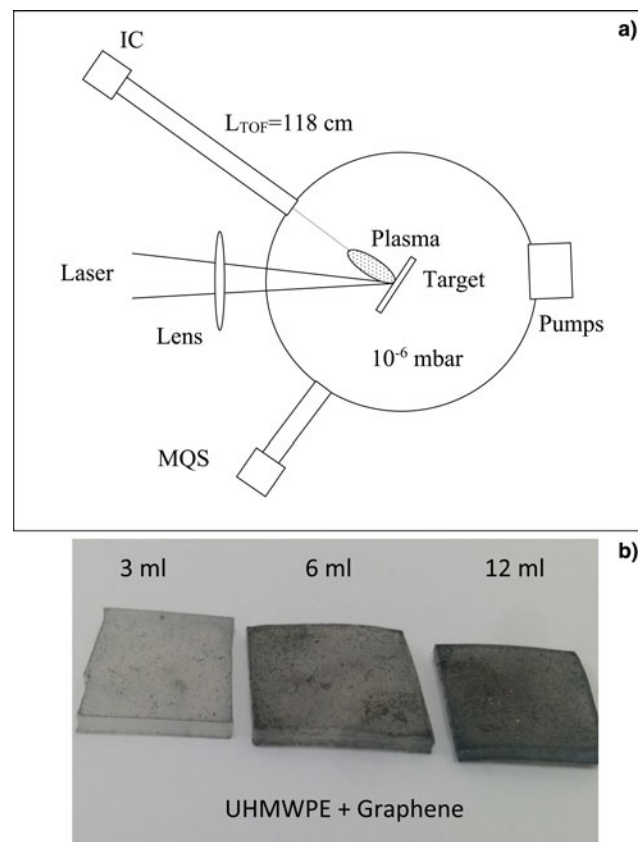 a)
IC
L_TOF=118 cm
Plasma
Laser
Target
Lens
Pumps
10⁻⁶ mbar
MQS
b)
3 ml 6 ml 12 ml
UHMWPE + Graphene